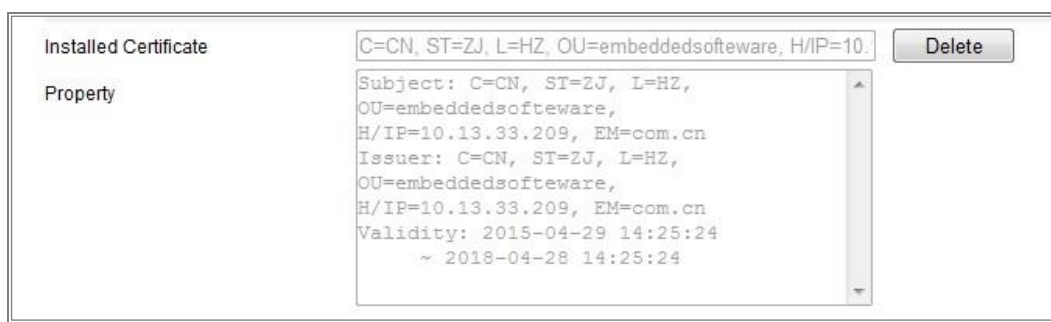 Installed Certificate
C=CN, ST=ZJ, L=HZ, OU=embeddedsofteware, H/IP=10.
Delete
Property
Subject: C=CN, ST=ZJ, L=HZ,
OU=embeddedsofteware,
H/IP=10.13.33.209, EM=com.cn
Issuer: C=CN, ST=ZJ, L=HZ,
OU=embeddedsofteware,
H/IP=10.13.33.209, EM=com.cn
Validity: 2015-04-29 14:25:24
~ 2018-04-28 14:25:24